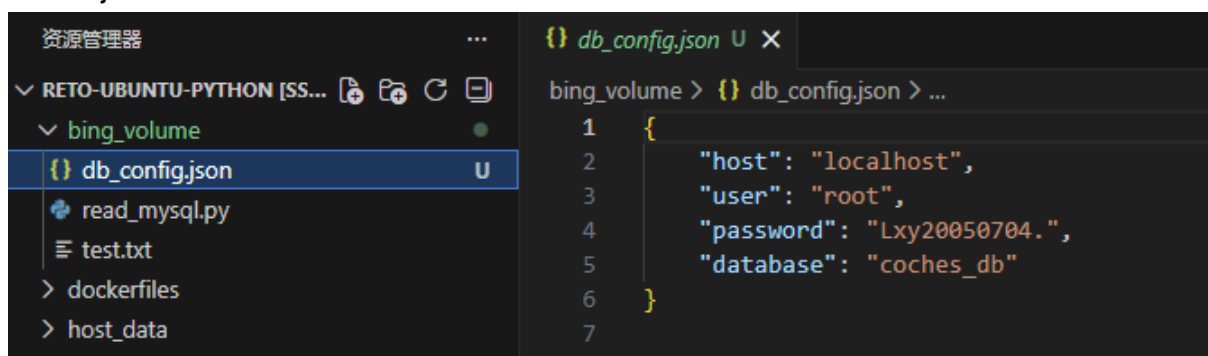 资源管理器
RETO-UBUNTU-PYTHON [SS...
bing_volume
{} db_config.json U
read_mysql.py
test.txt
dockerfiles
host_data
{} db_config.json U
bing_volume > {} db_config.json > ...
1 {
2 "host": "localhost",
3 "user": "root",
4 "password": "Lxy20050704.",
5 "database": "coches_db"
6 }
7